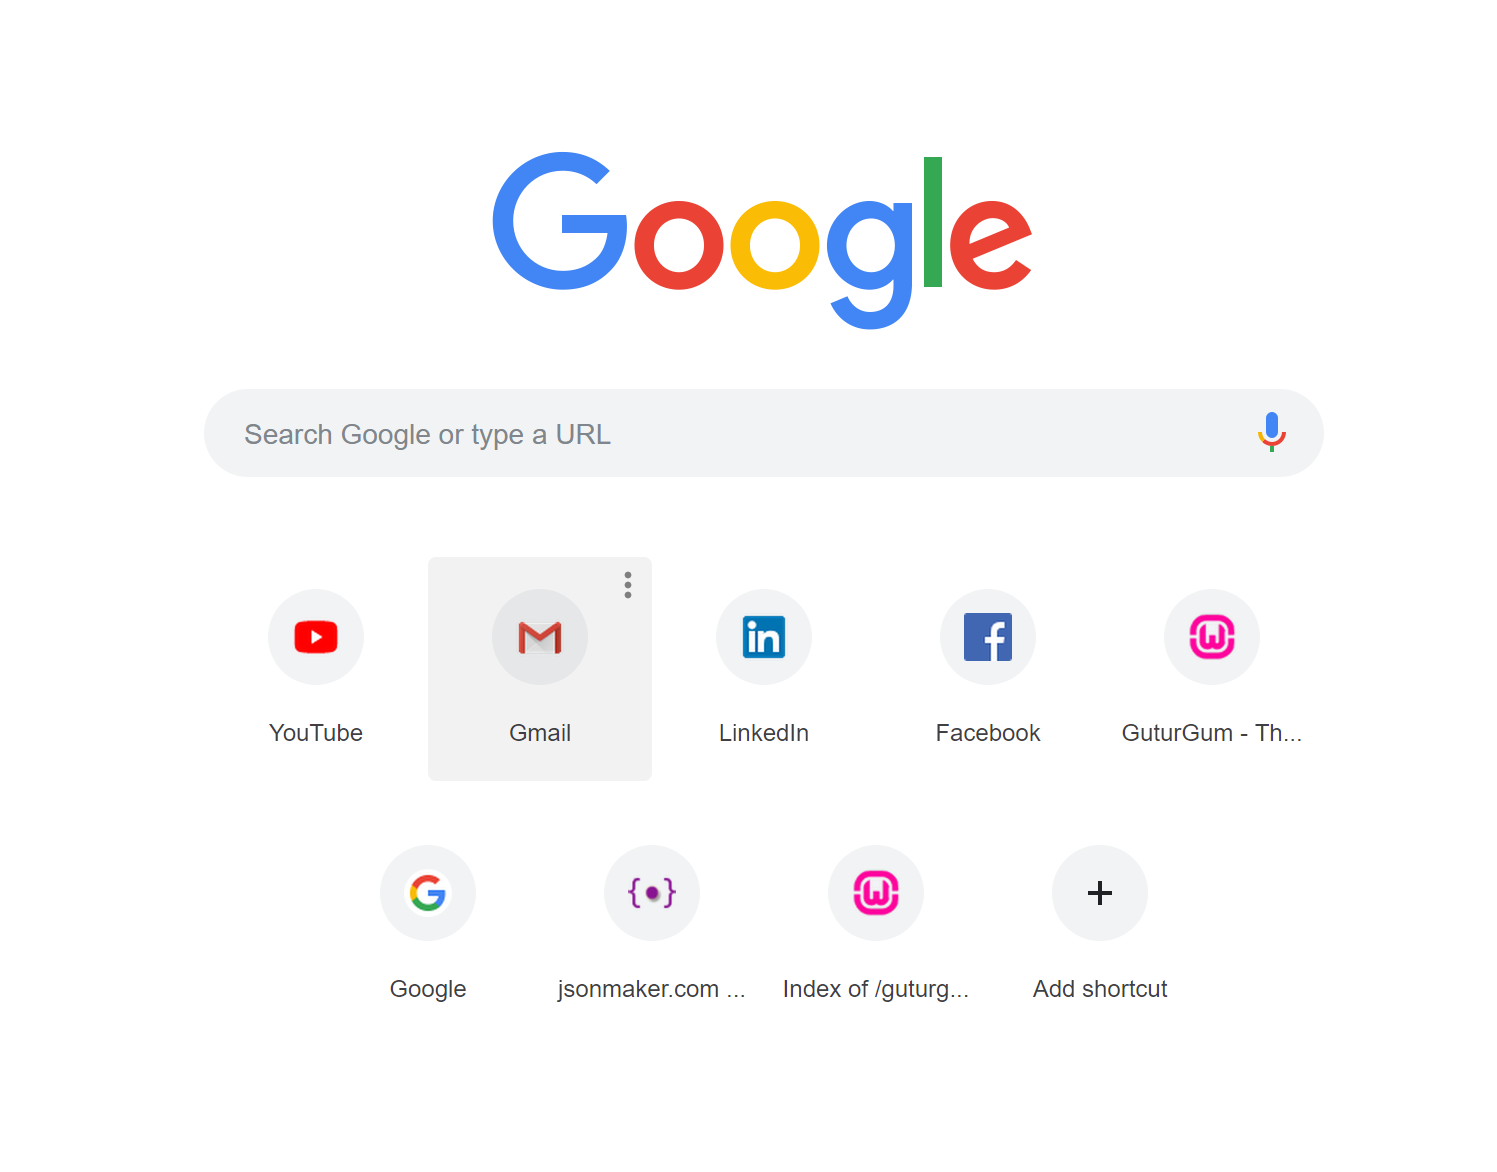 Google
Search Google or type a URL
YouTube
Gmail
LinkedIn
Facebook
GuturGum - Th...
Google
jsonmaker.com ...
Index of /guturg...
Add shortcut